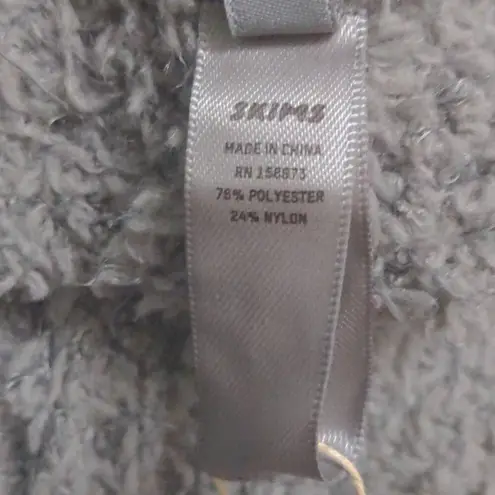 SKIMS
MADE IN CHINA
RN 158873
76% POLYESTER
24% NYLON